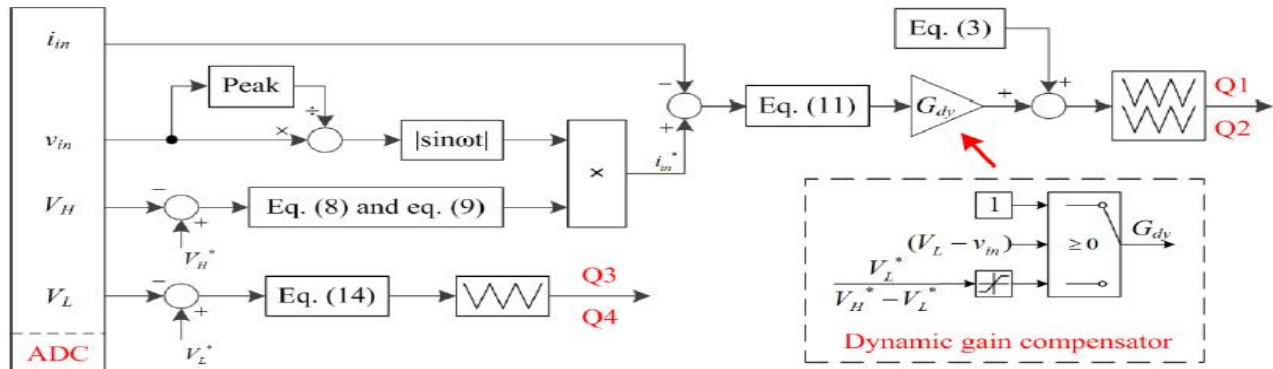 i_in
Peak
÷
v_in
×
|sinωt|
V_H
−
+
V_H*
Eq. (8) and eq. (9)
×
i_in*
V_L
−
+
V_L*
Eq. (14)
Q3
Q4
ADC
−
+
Eq. (11)
G_dy
Eq. (3)
+
+
Q1
Q2
1
(V_L − v_in)
≥ 0
G_dy
V_L*
V_H* − V_L*
Dynamic gain compensator